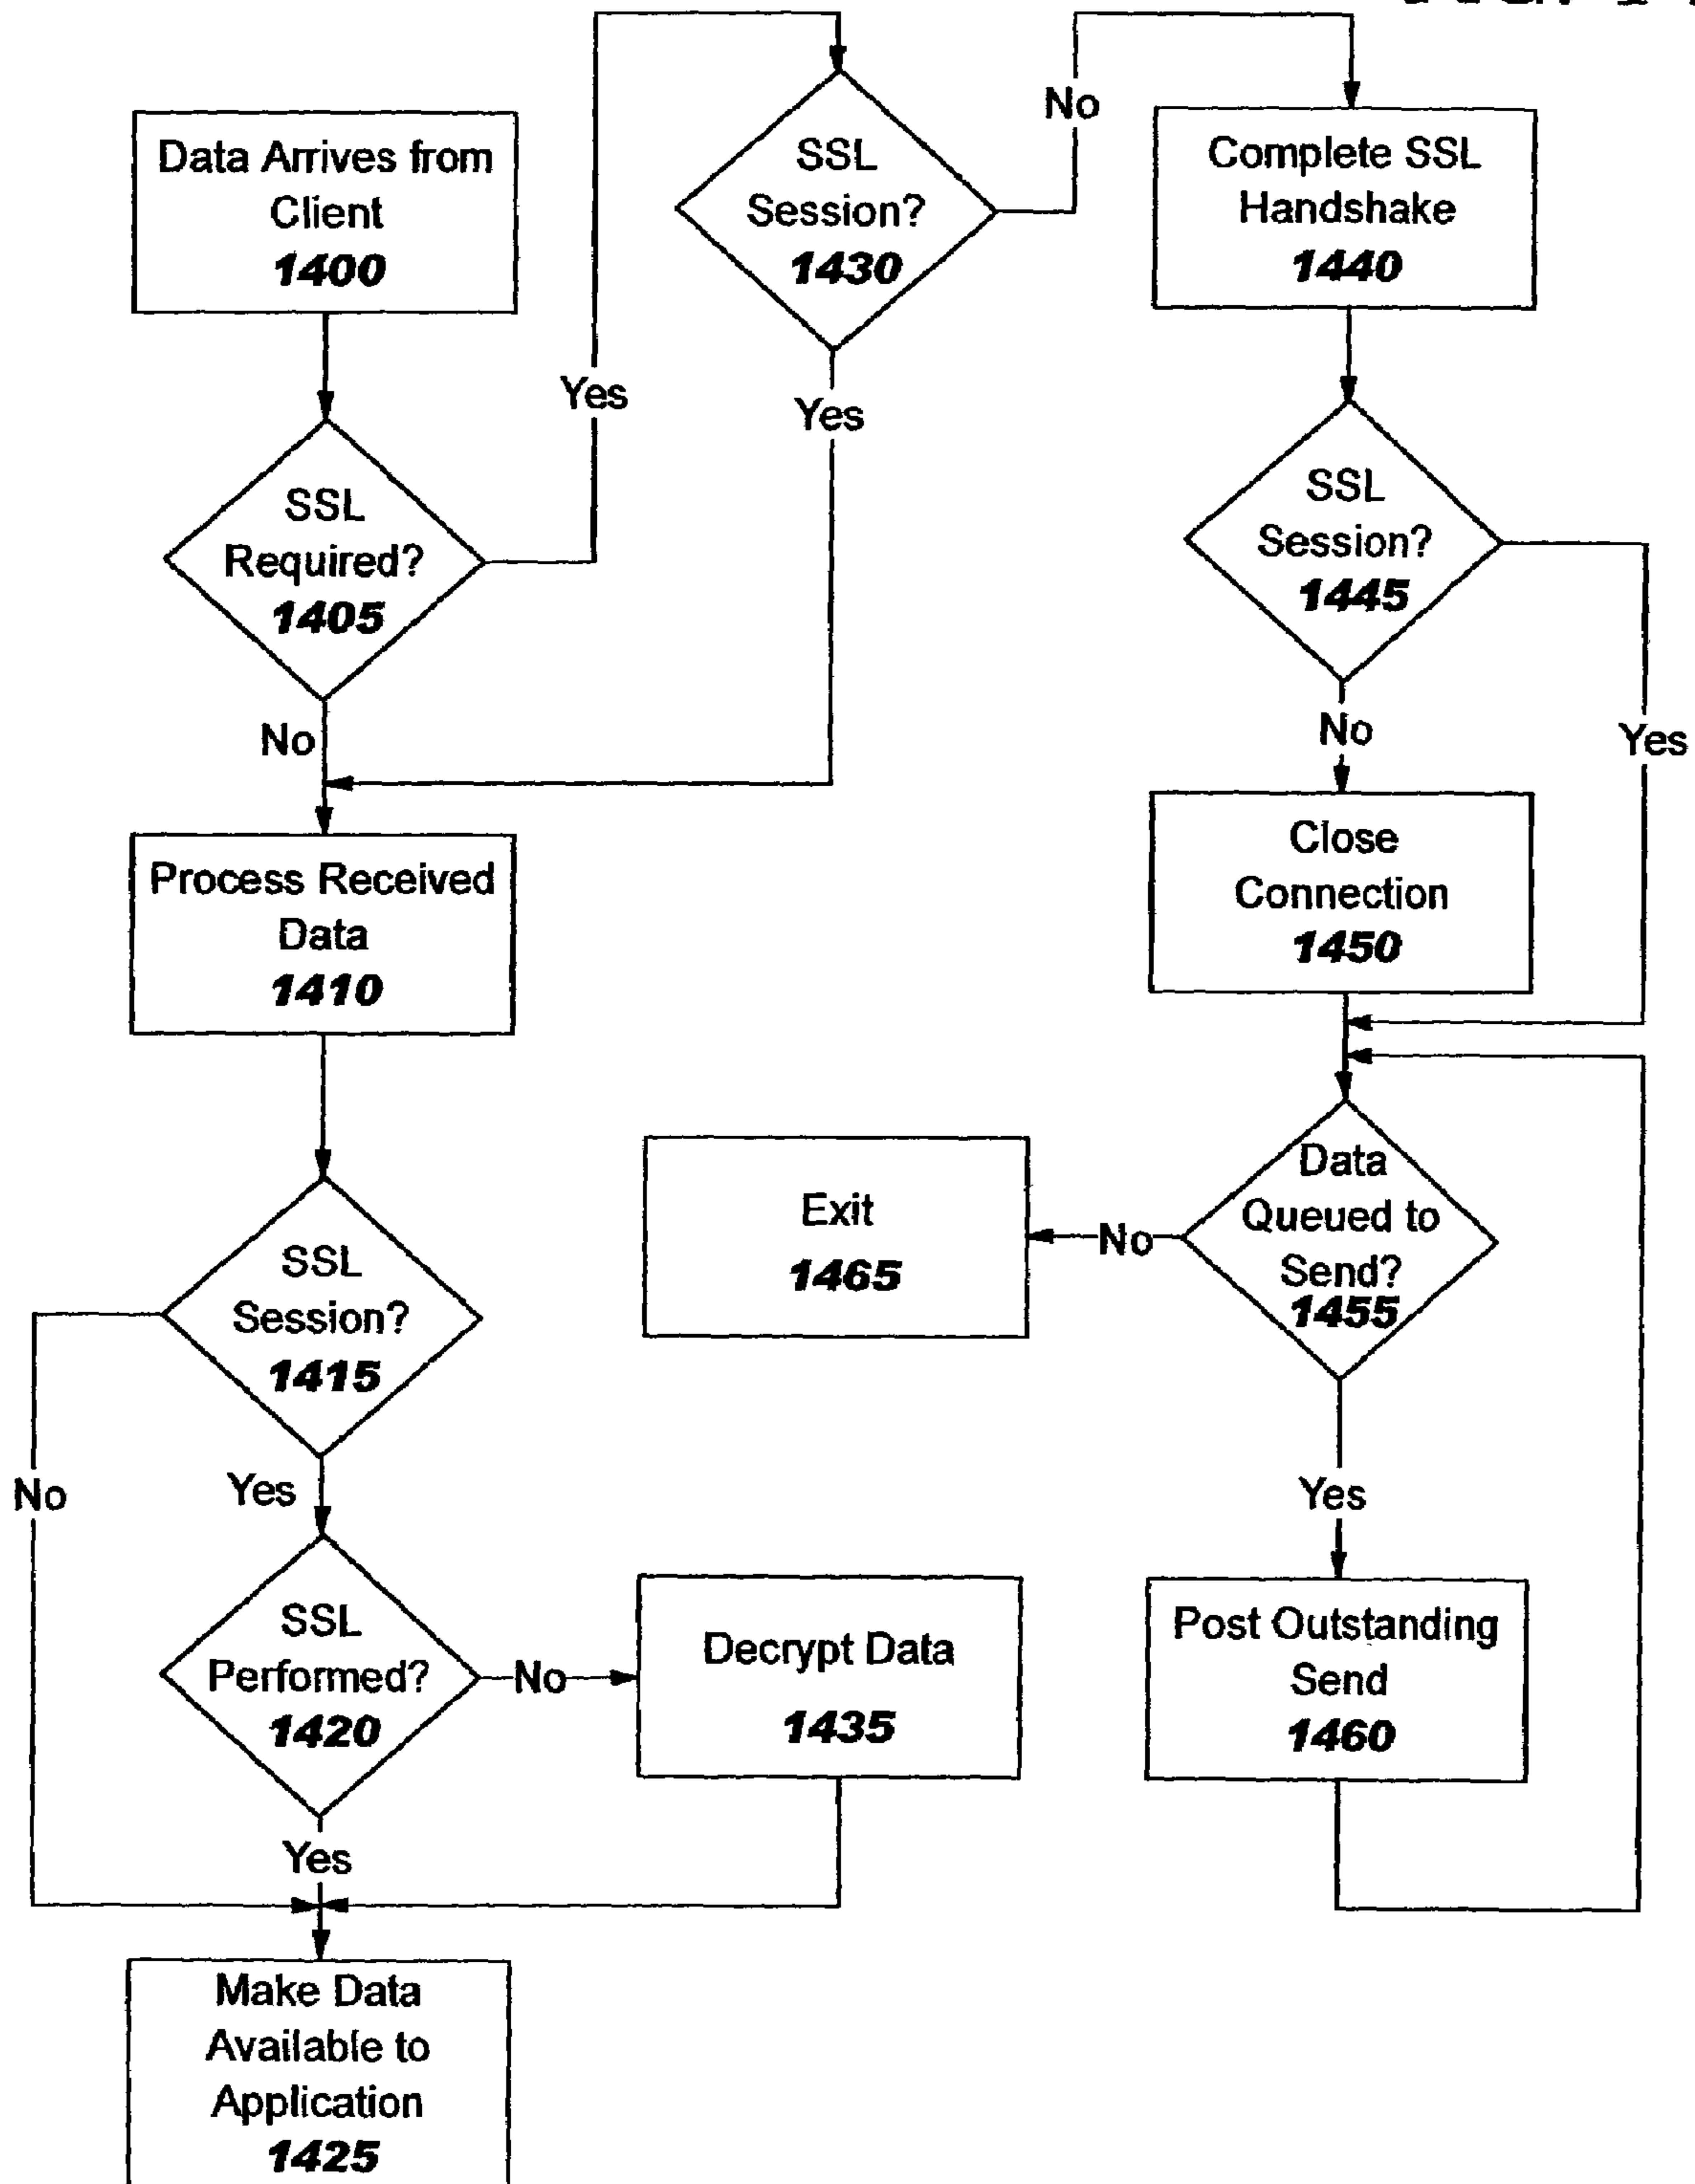 Data Arrives from
Client
1400
SSL
Required?
1405
Yes
No
SSL
Session?
1430
No
Yes
Complete SSL
Handshake
1440
SSL
Session?
1445
No
Yes
Close
Connection
1450
Process Received
Data
1410
SSL
Session?
1415
No
Yes
SSL
Performed?
1420
No
Yes
Decrypt Data
1435
Make Data
Available to
Application
1425
Data
Queued to
Send?
1455
No
Yes
Exit
1465
Post Outstanding
Send
1460